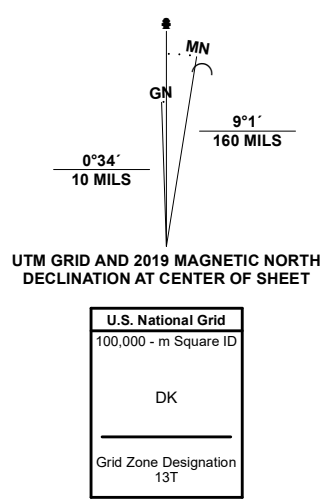 MN
GN
9°1´
160 MILS
0°34´
10 MILS
UTM GRID AND 2019 MAGNETIC NORTH
DECLINATION AT CENTER OF SHEET
U.S. National Grid
100,000 - m Square ID
DK
Grid Zone Designation
13T